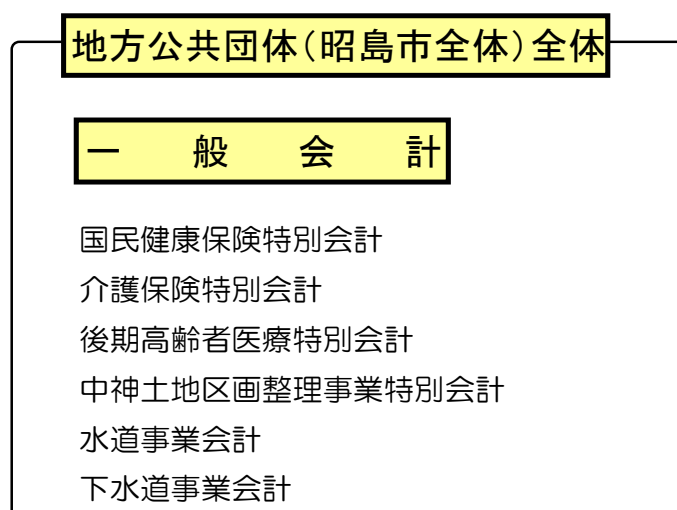 地方公共団体（昭島市全体）全体
一　般　会　計
国民健康保険特別会計
介護保険特別会計
後期高齢者医療特別会計
中神土地区画整理事業特別会計
水道事業会計
下水道事業会計